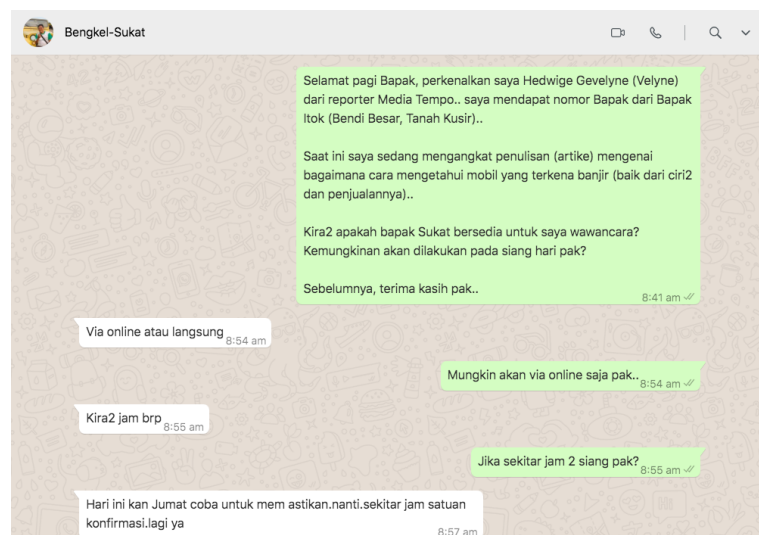 Bengkel-Sukat
Selamat pagi Bapak, perkenalkan saya Hedwige Gevelyne (Velyne)
dari reporter Media Tempo.. saya mendapat nomor Bapak dari Bapak
Itok (Bendi Besar, Tanah Kusir)..
Saat ini saya sedang mengangkat penulisan (artike) mengenai
bagaimana cara mengetahui mobil yang terkena banjir (baik dari ciri2
dan penjualannya)..
Kira2 apakah bapak Sukat bersedia untuk saya wawancara?
Kemungkinan akan dilakukan pada siang hari pak?
Sebelumnya, terima kasih pak..
8:41 am
Via online atau langsung
8:54 am
Mungkin akan via online saja pak..
8:54 am
Kira2 jam brp
8:55 am
Jika sekitar jam 2 siang pak?
8:55 am
Hari ini kan Jumat coba untuk mem astikan.nanti.sekitar jam satuan
konfirmasi.lagi ya
8:57 am